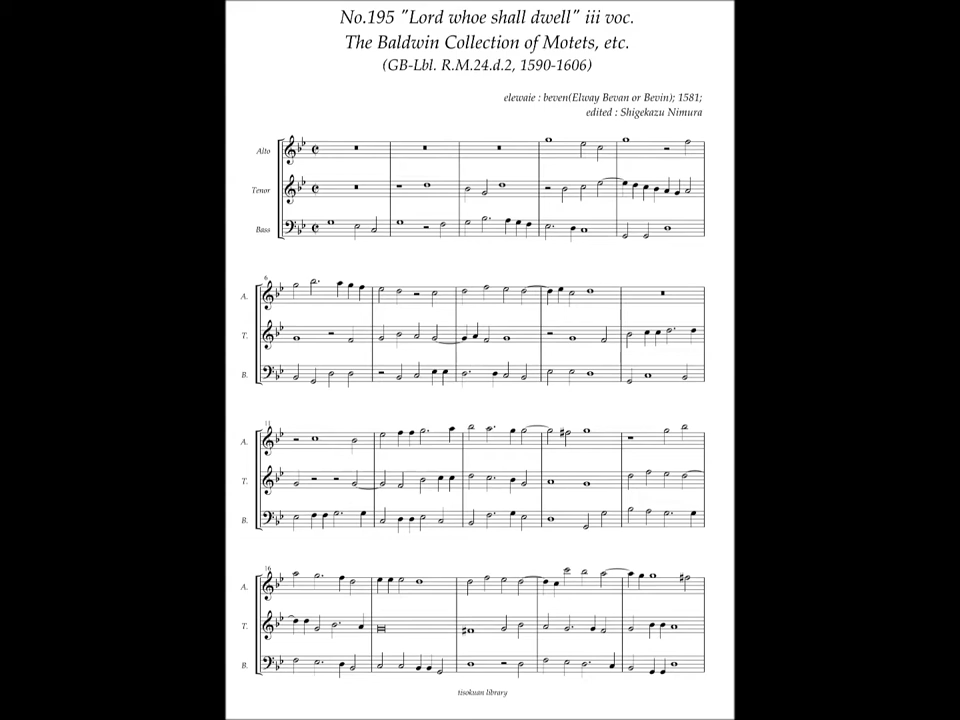 No.195 "Lord whoe shall dwell" iii voc.
The Baldwin Collection of Motets, etc.
(GB-Lbl. R.M.24.d.2, 1590-1606)
elewaie : beven(Elway Bevan or Bevin); 1581;
edited : Shigekazu Nimura
Alto
Tenor
Bass
6
A.
T.
B.
11
A.
T.
B.
16
A.
T.
B.
tisokuan library